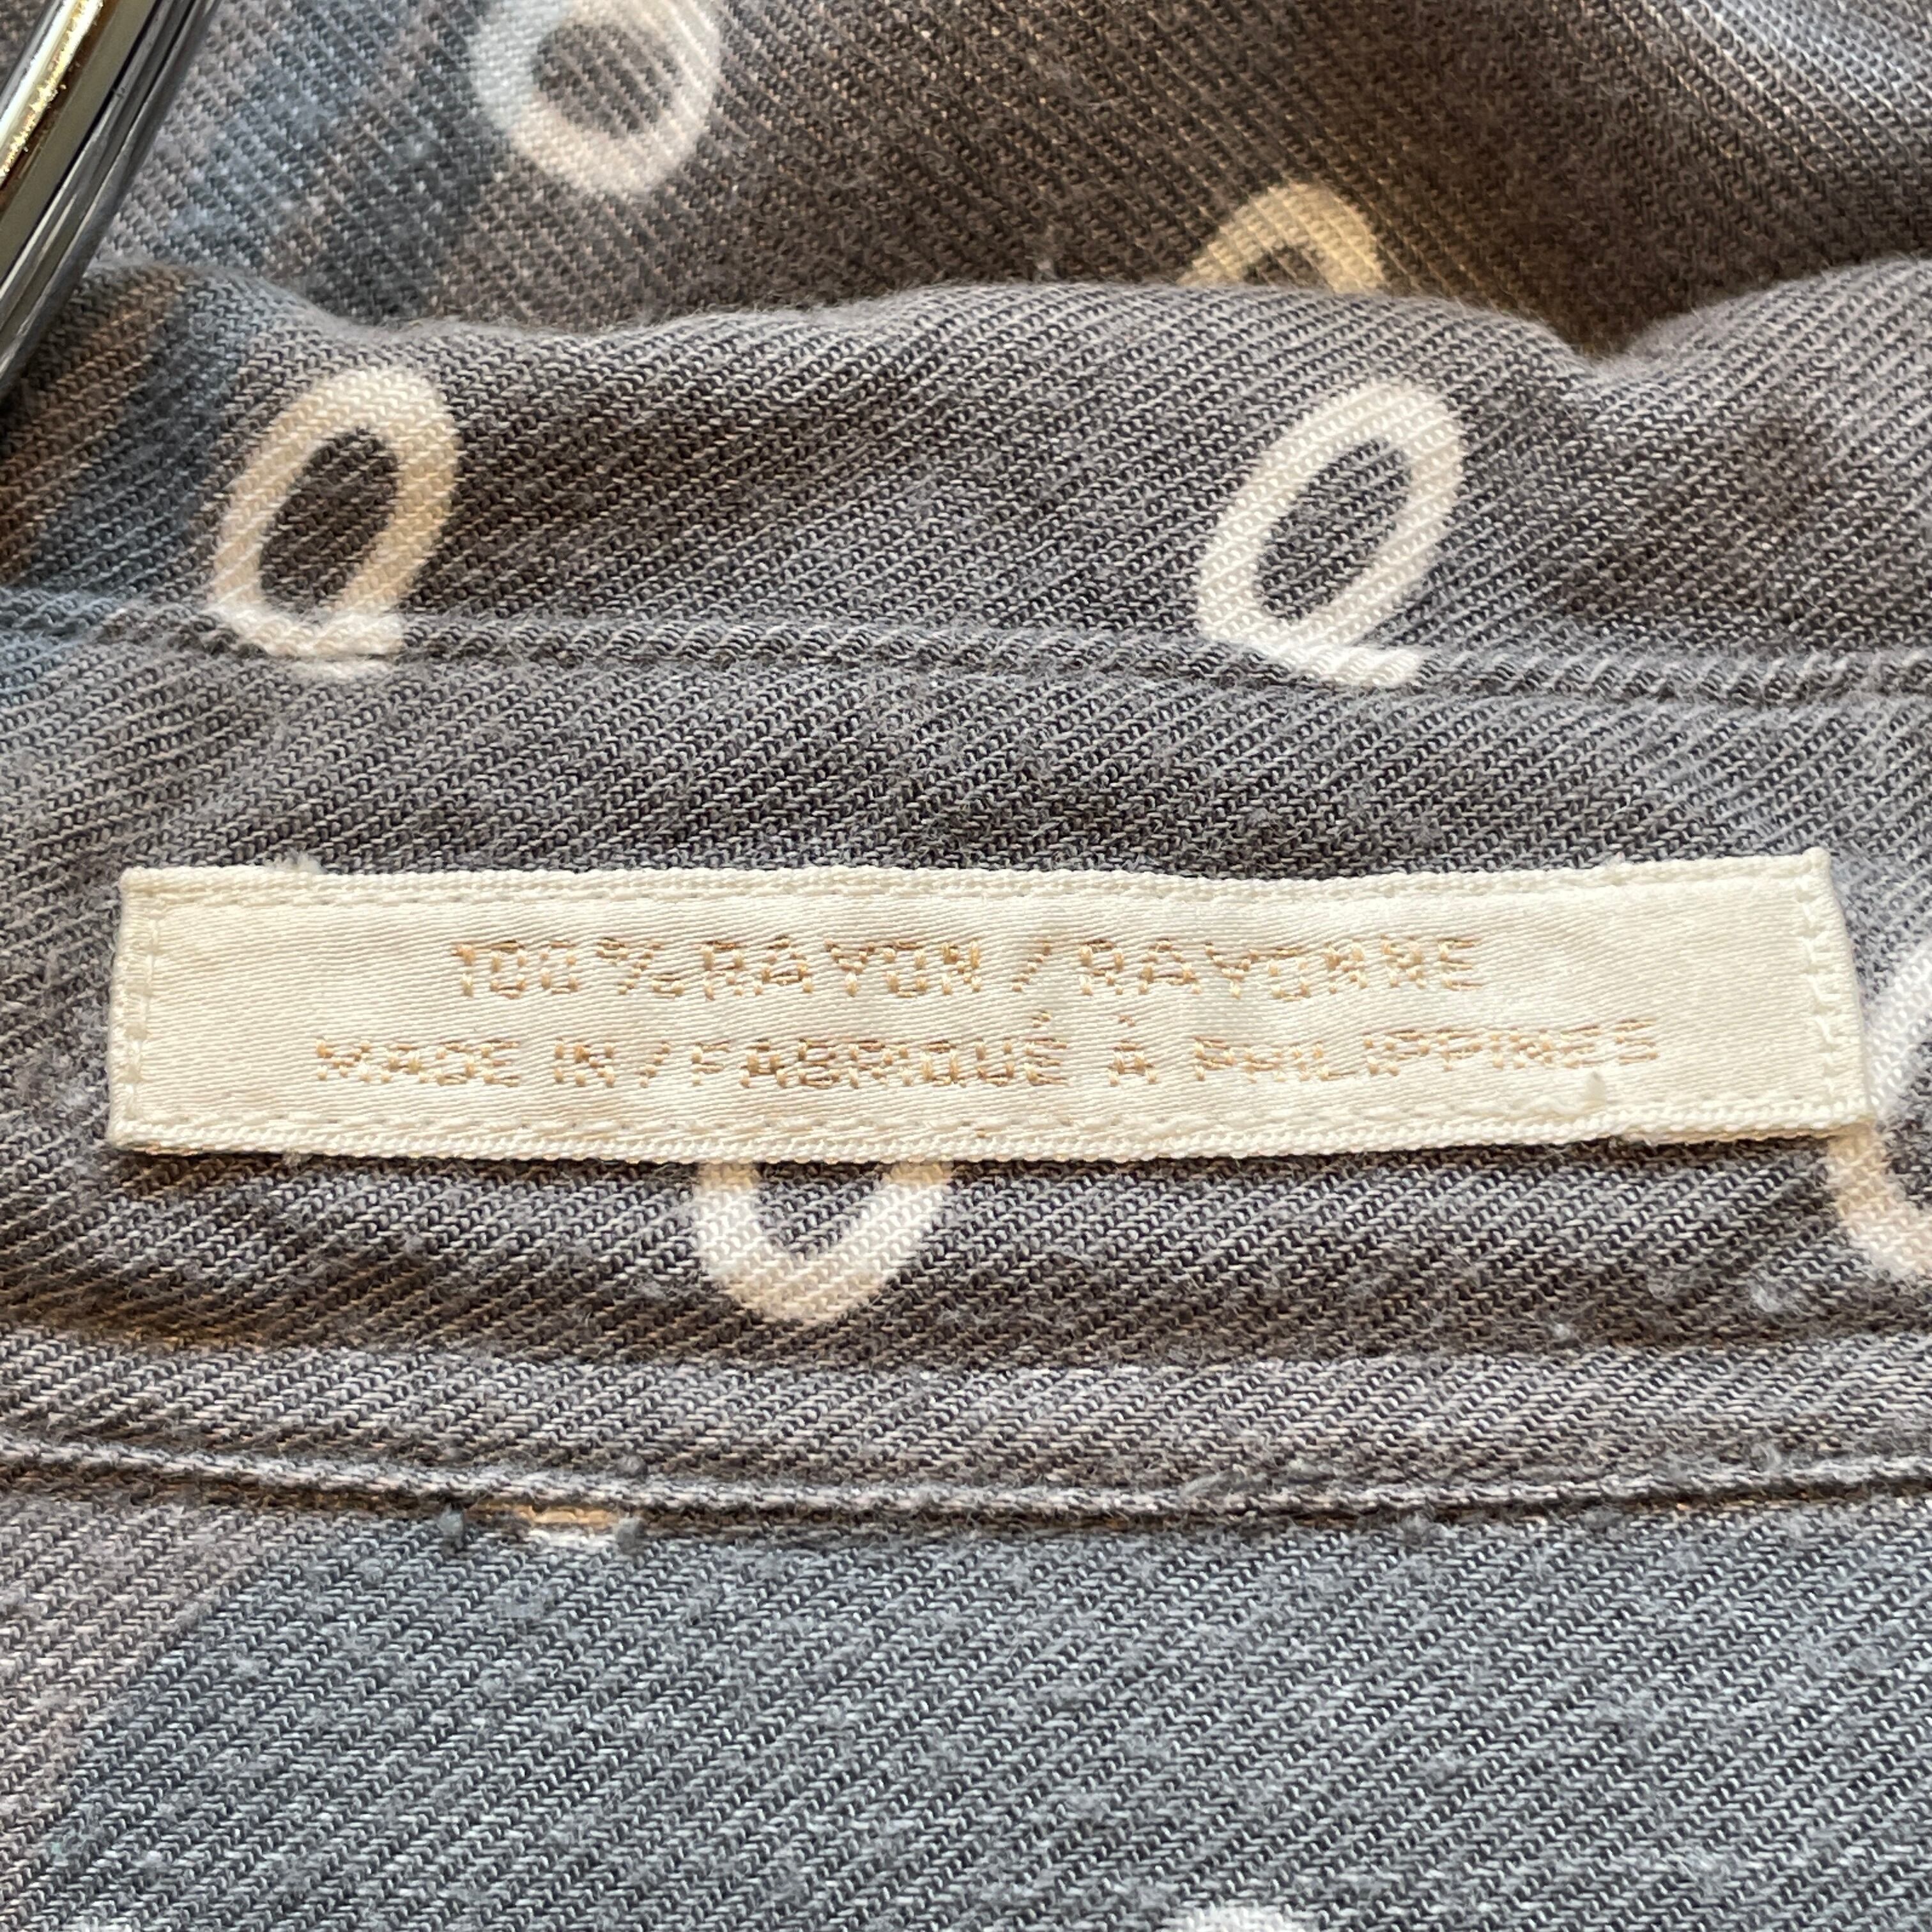 100% RAYON / RAYONNE
MADE IN / FABRIQUÉ À PHILIPPINES